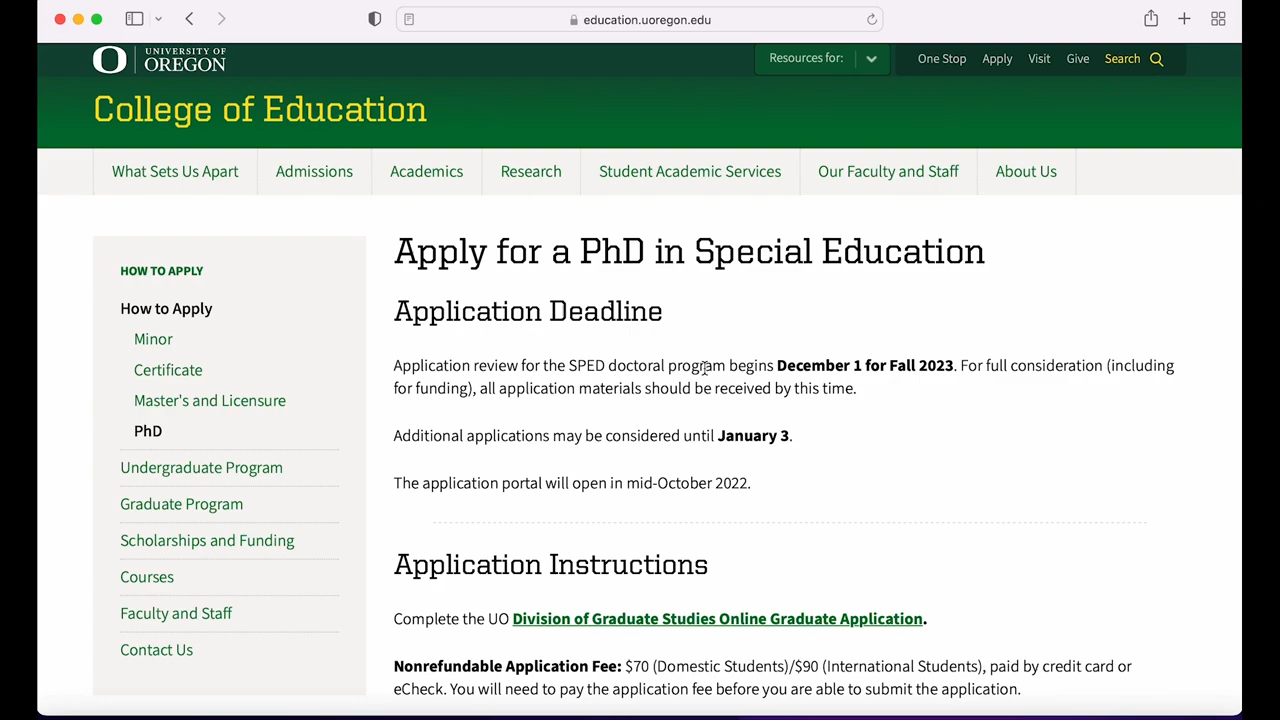 education.uoregon.edu
UNIVERSITY OF
OREGON
Resources for:
One Stop Apply Visit Give Search
College of Education
What Sets Us Apart Admissions Academics Research Student Academic Services Our Faculty and Staff About Us
HOW TO APPLY
How to Apply
Minor
Certificate
Master's and Licensure
PhD
Undergraduate Program
Graduate Program
Scholarships and Funding
Courses
Faculty and Staff
Contact Us
Apply for a PhD in Special Education
Application Deadline
Application review for the SPED doctoral program begins December 1 for Fall 2023. For full consideration (including
for funding), all application materials should be received by this time.
Additional applications may be considered until January 3.
The application portal will open in mid-October 2022.
Application Instructions
Complete the UO Division of Graduate Studies Online Graduate Application.
Nonrefundable Application Fee: $70 (Domestic Students)/$90 (International Students), paid by credit card or
eCheck. You will need to pay the application fee before you are able to submit the application.